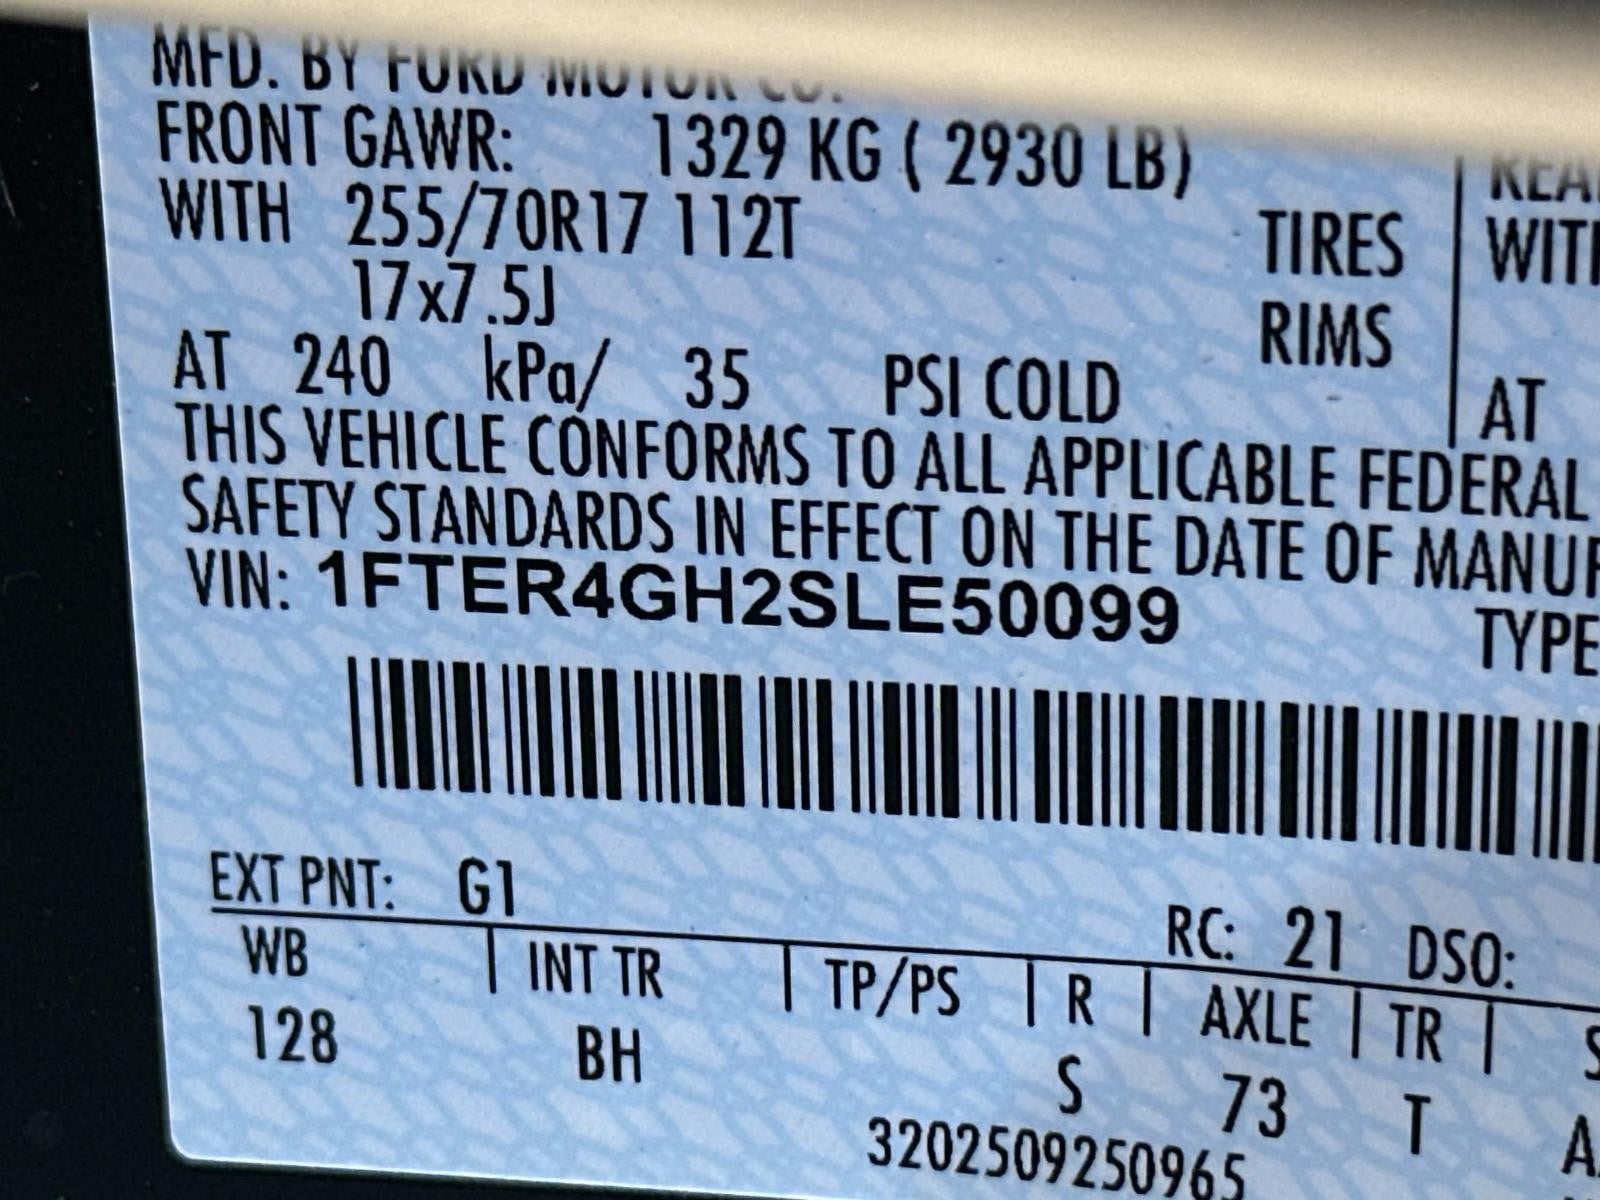 MFD. BY FORD MOTOR CO.
FRONT GAWR: 1329 KG ( 2930 LB)
WITH 255/70R17 112T TIRES
17x7.5J RIMS
AT 240 kPa/ 35 PSI COLD
WITH
AT
THIS VEHICLE CONFORMS TO ALL APPLICABLE FEDERAL
SAFETY STANDARDS IN EFFECT ON THE DATE OF MANUF
VIN: 1FTER4GH2SLE50099
TYPE
EXT PNT: G1 RC: 21 DSO:
WB | INT TR | TP/PS | R | AXLE | TR |
128 BH S 73 T
3202509250965